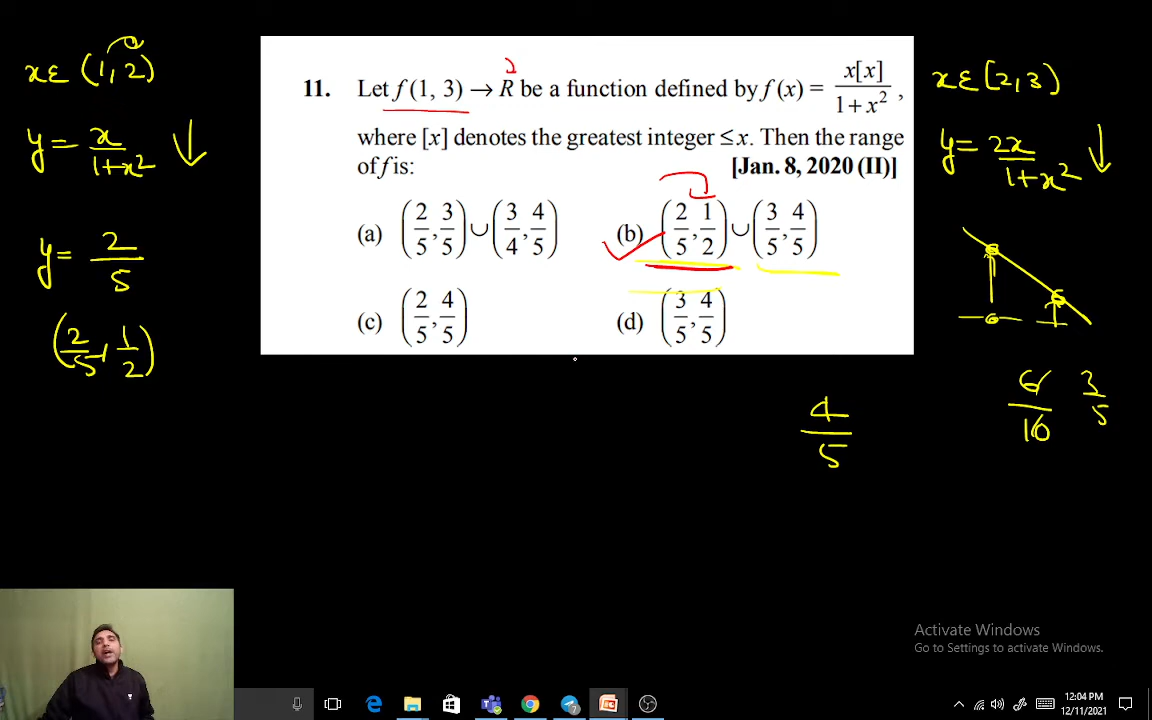 x∈ (1, 2)
y = x/1+x² ↓
y = 2/5
(2/5, 1/2)
11. Let f (1, 3) → R be a function defined by f (x) = x[x]/1+x² ,
where [x] denotes the greatest integer ≤ x. Then the range
of f is: [Jan. 8, 2020 (II)]
(a) (2/5, 3/5) ∪ (3/4, 4/5) (b) (2/5, 1/2) ∪ (3/5, 4/5)
(c) (2/5, 4/5) (d) (3/5, 4/5)
x∈ [2, 3)
y = 2x/1+x² ↓
6/10 3/5
4/5
Activate Windows
Go to Settings to activate Windows.
12:04 PM
12/11/2021